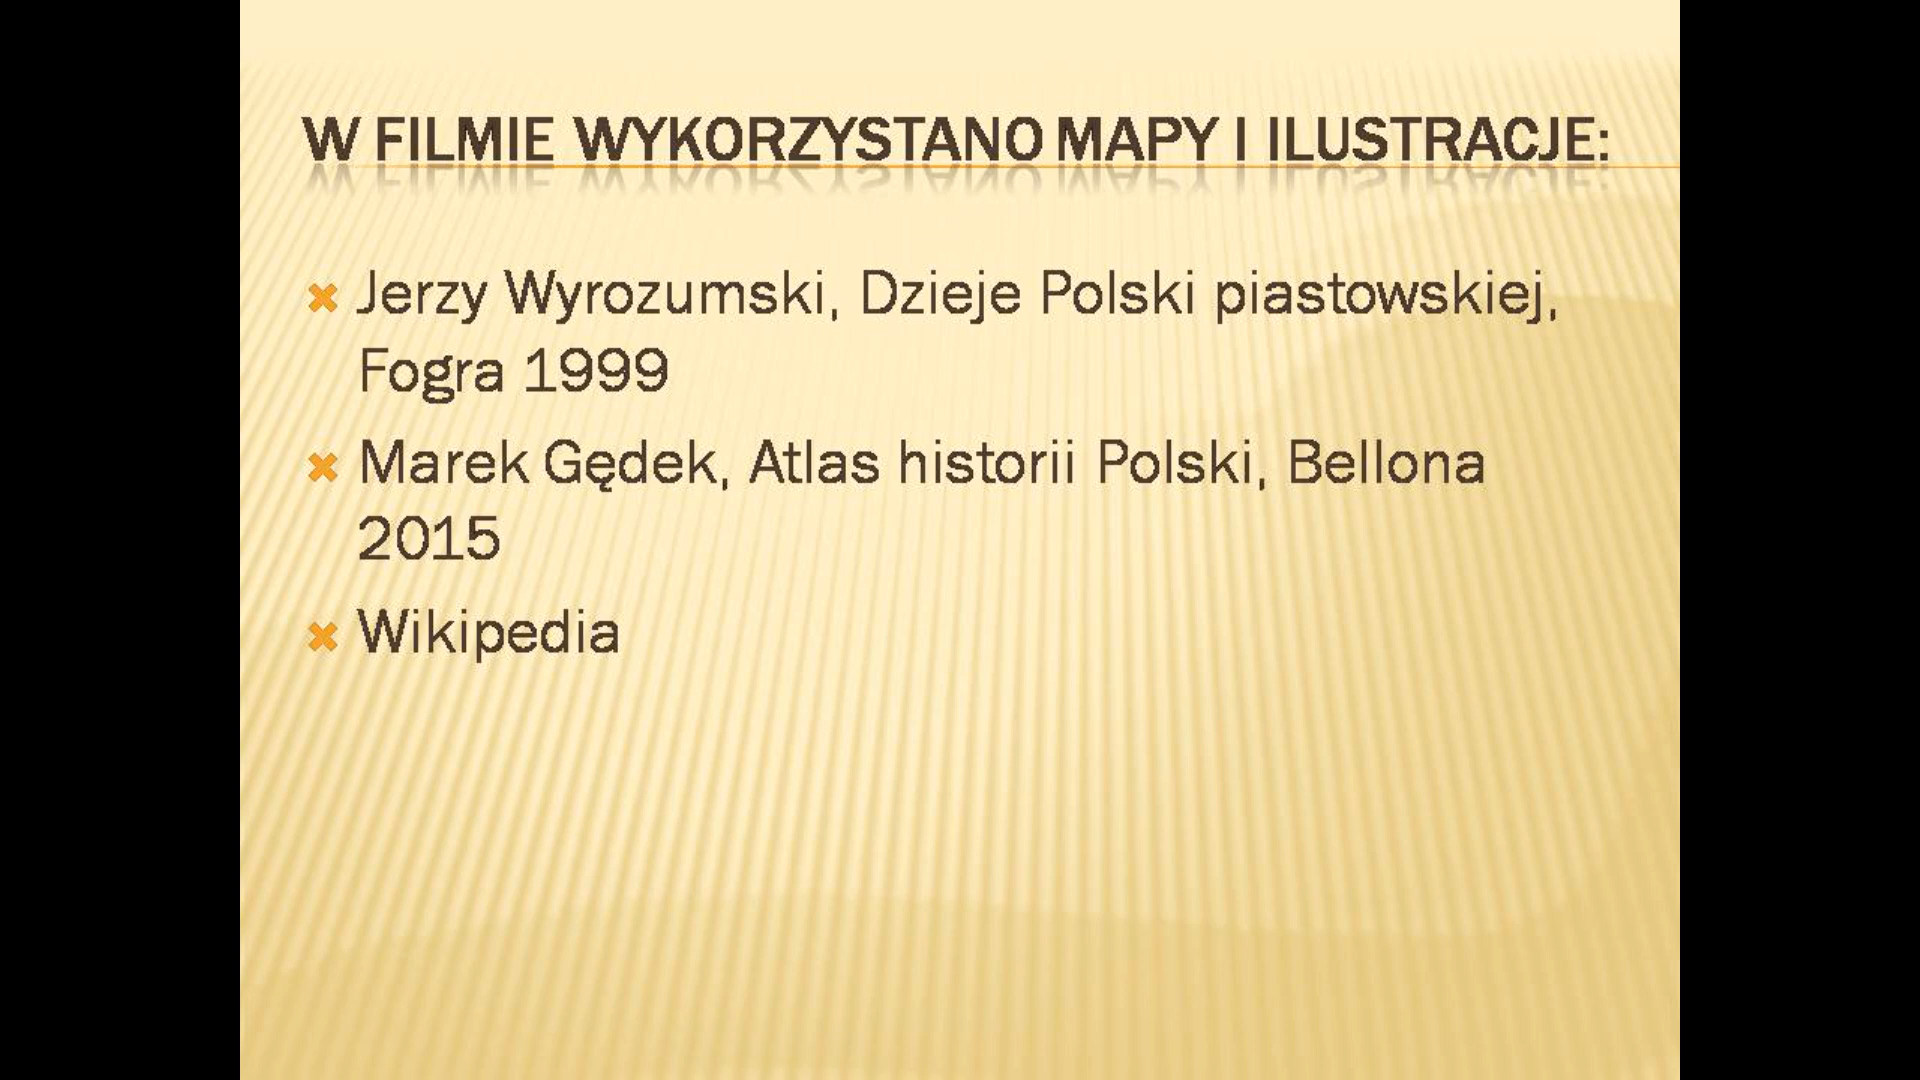 W FILMIE WYKORZYSTANO MAPY I ILUSTRACJE:
Jerzy Wyrozumski, Dzieje Polski piastowskiej,
Fogra 1999
Marek Gędek, Atlas historii Polski, Bellona
2015
Wikipedia